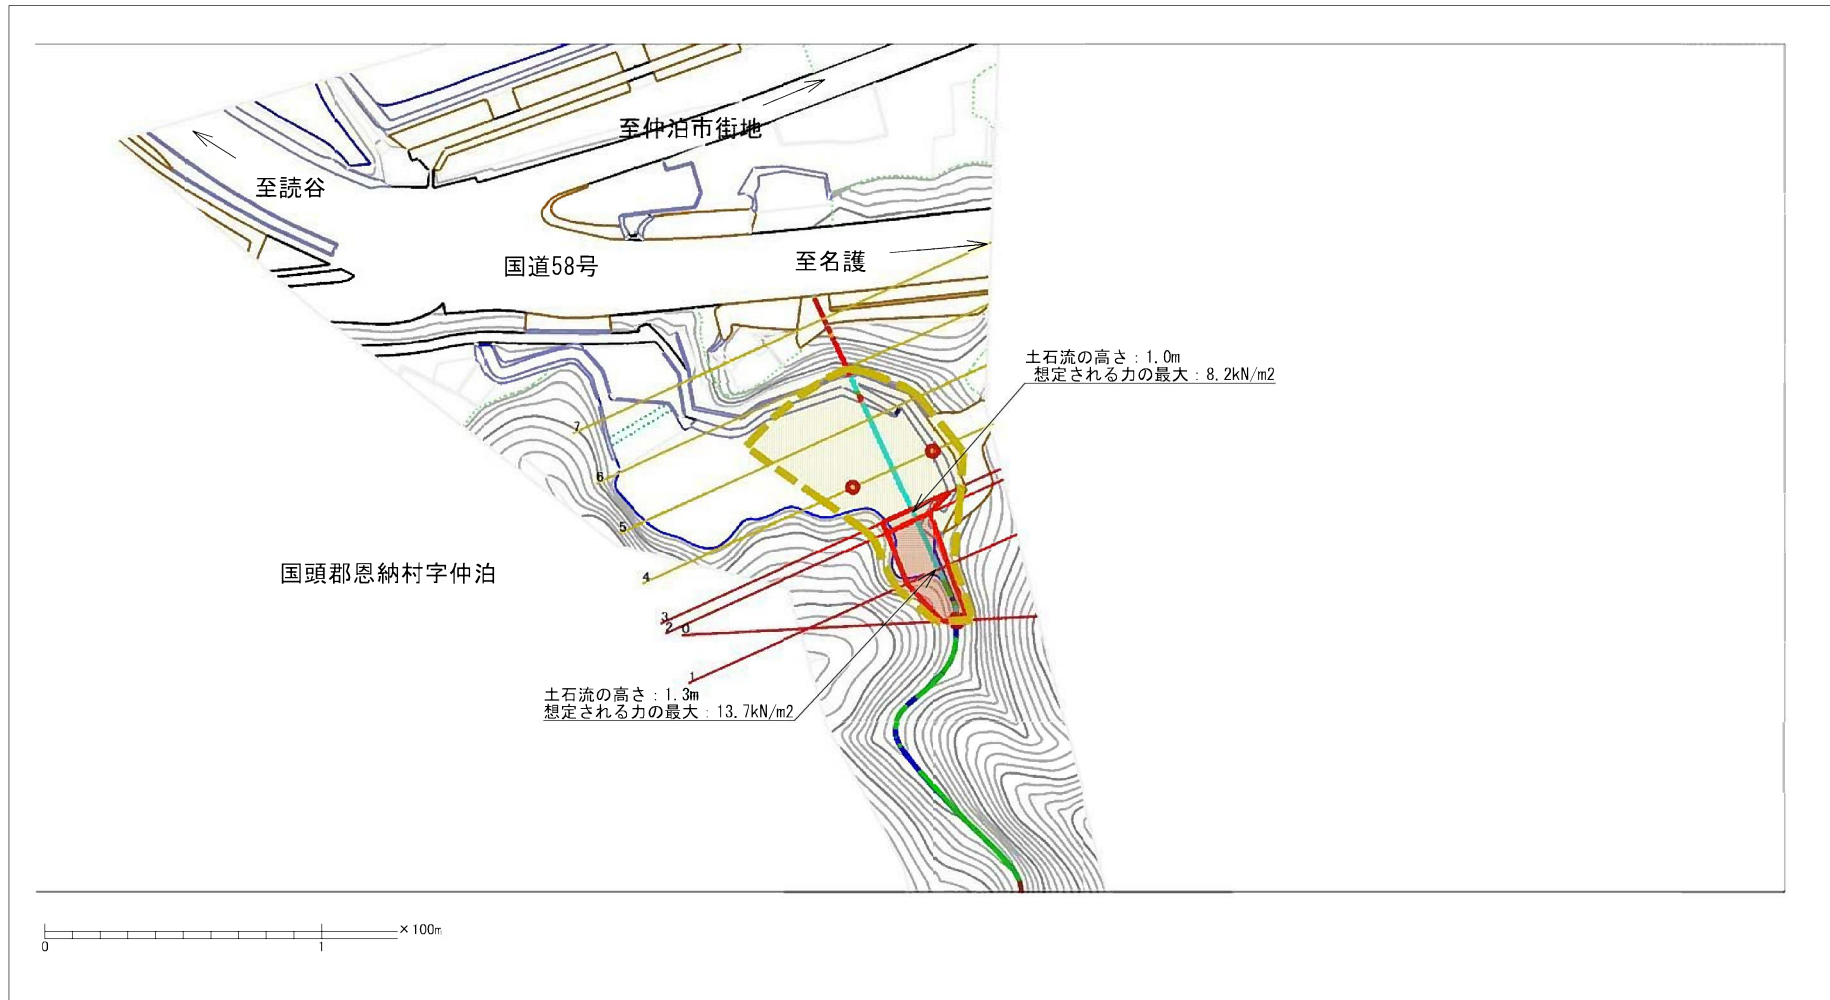 至仲泊市街地
至読谷
国道58号
至名護
土石流の高さ：1.0m
想定される力の最大：8.2kN/m2
7
6
5
4
国頭郡恩納村字仲泊
3
2
0
1
土石流の高さ：1.3m
想定される力の最大：13.7kN/m2
×100m
0
1